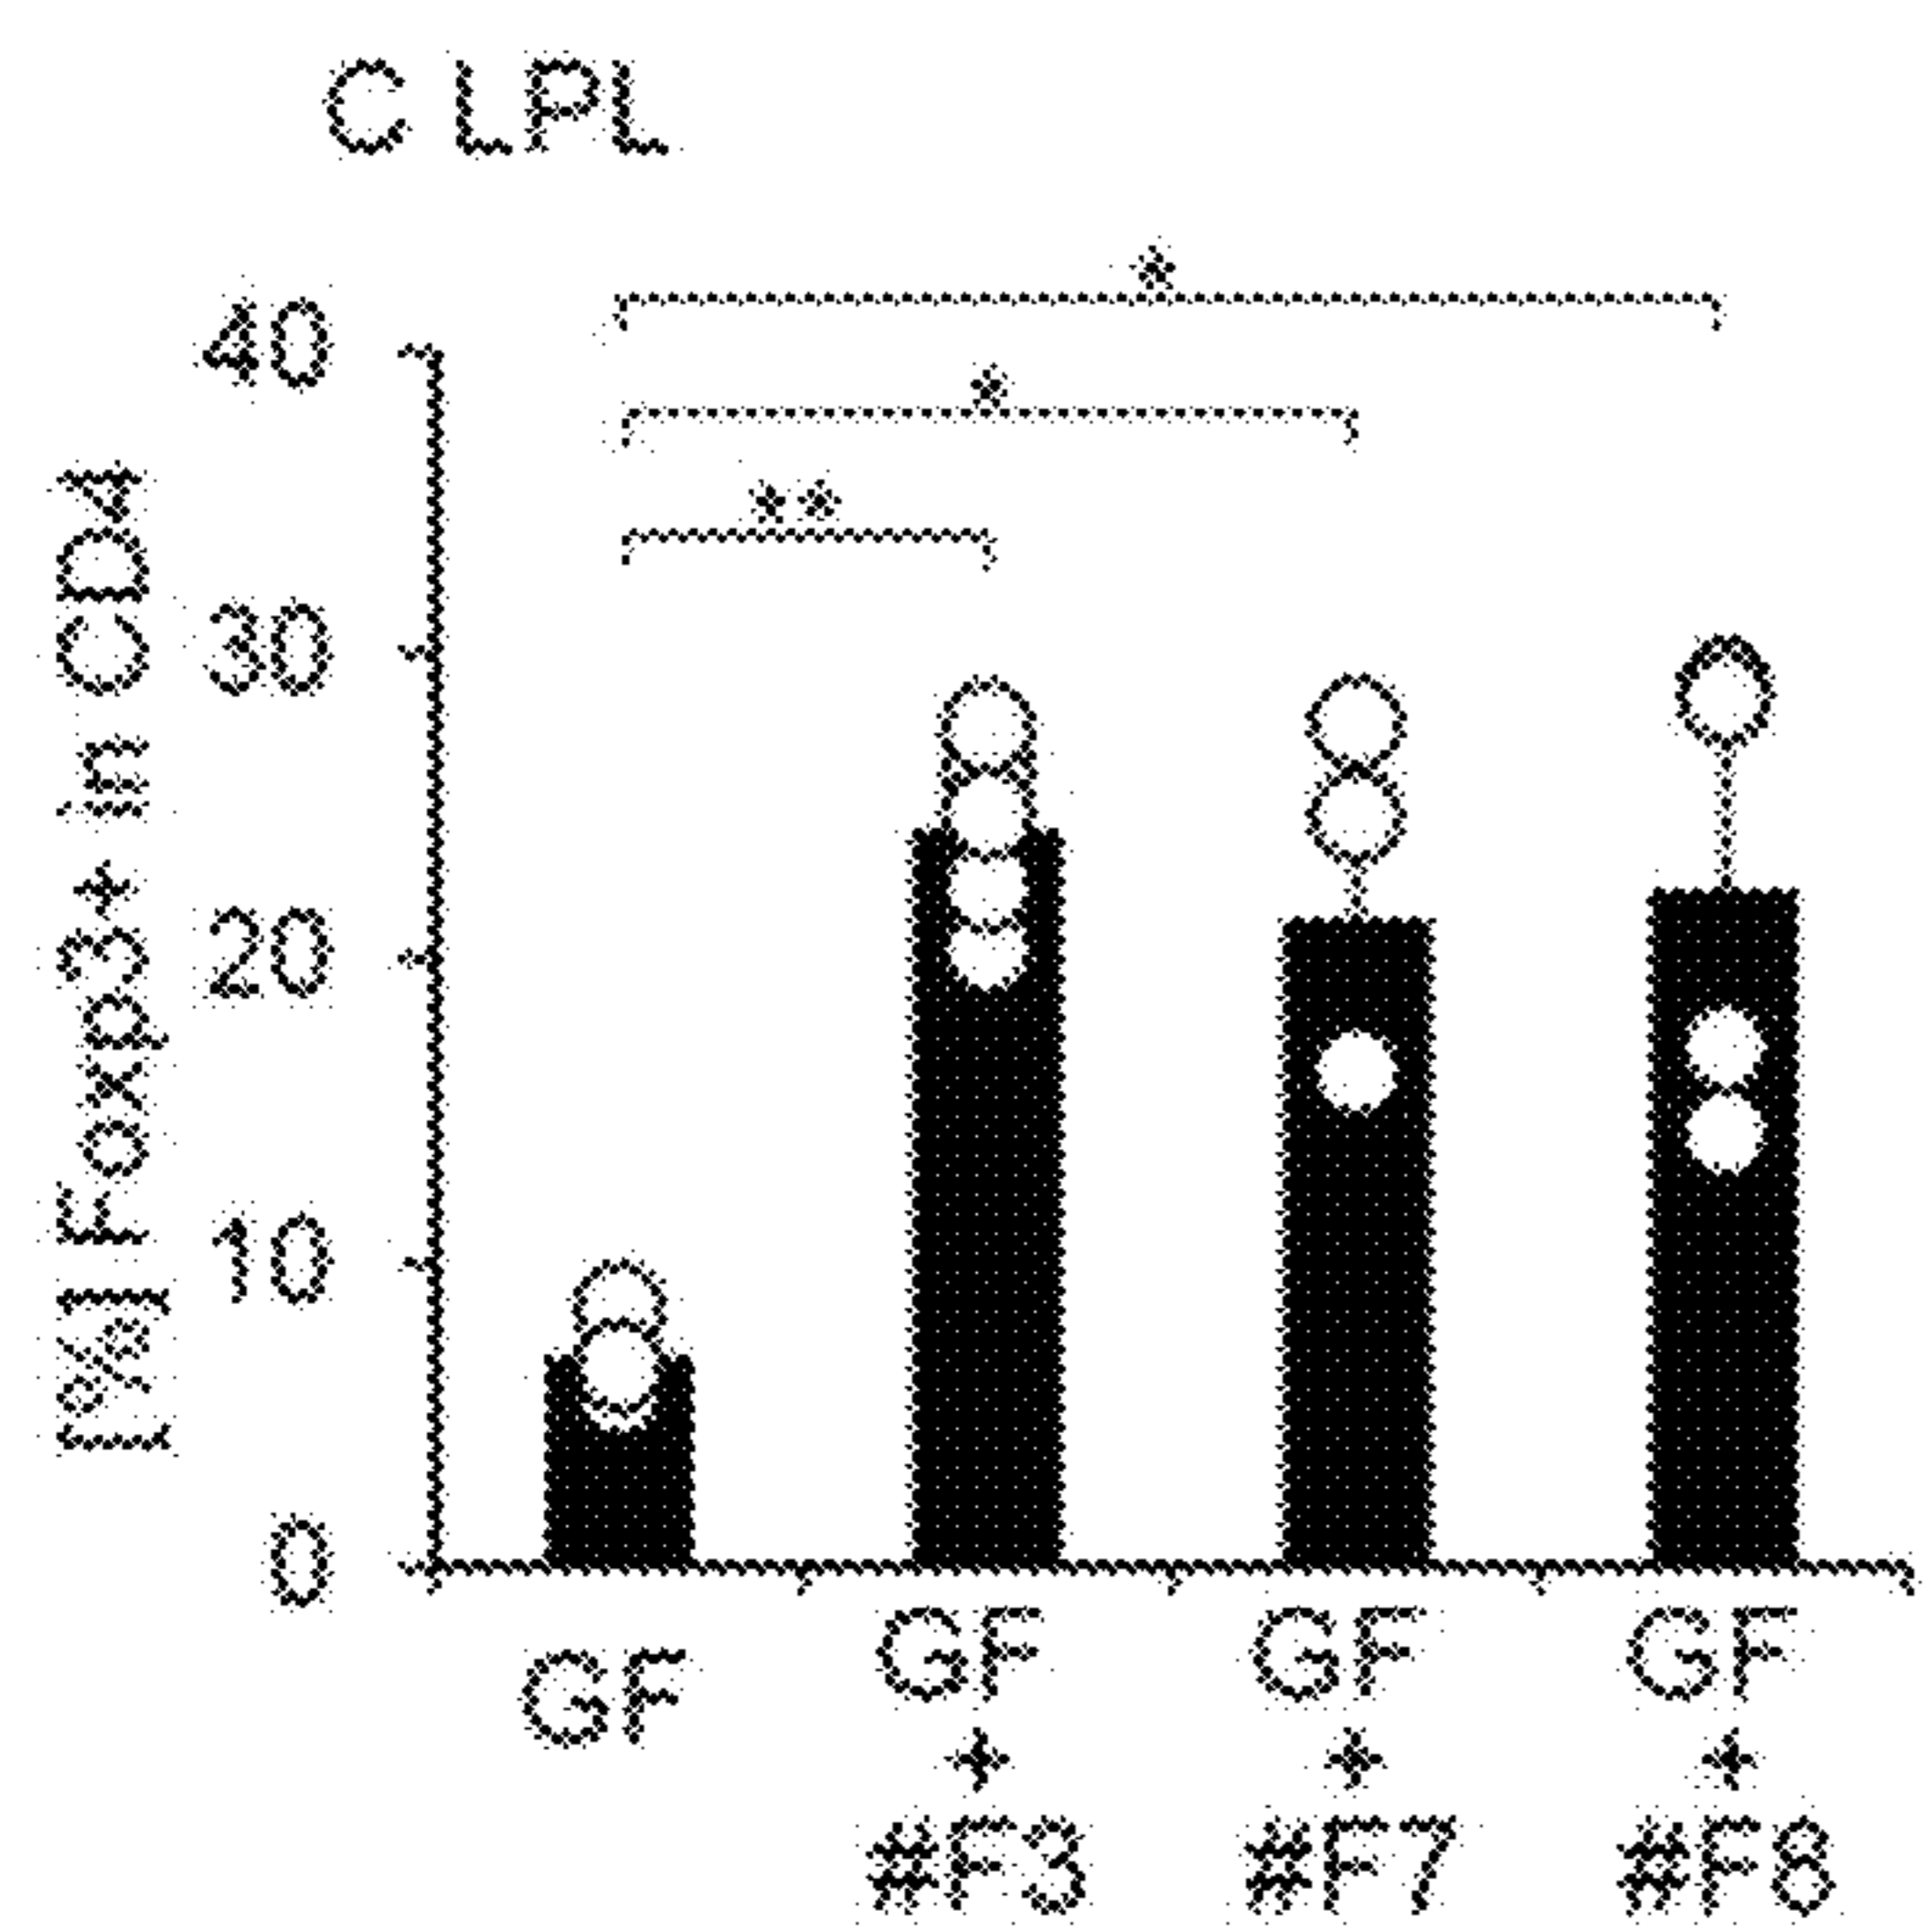 C LPL
*
*
**
[%] Foxp3+ in CD4
40
30
20
10
0
GF
GF + #F3
GF + #F7
GF + #F8